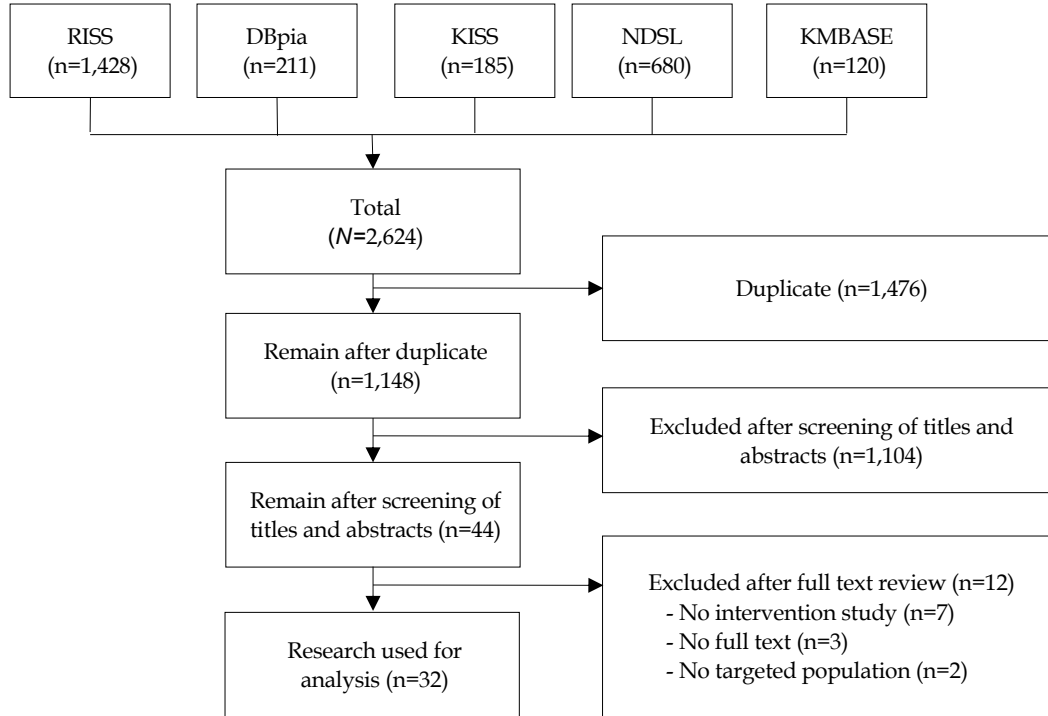 RISS
(n=1,428)
DBpia
(n=211)
KISS
(n=185)
NDSL
(n=680)
KMBASE
(n=120)
Total
(N=2,624)
Duplicate (n=1,476)
Remain after duplicate
(n=1,148)
Excluded after screening of titles and
abstracts (n=1,104)
Remain after screening of
titles and abstracts (n=44)
Excluded after full text review (n=12)
- No intervention study (n=7)
- No full text (n=3)
- No targeted population (n=2)
Research used for
analysis (n=32)